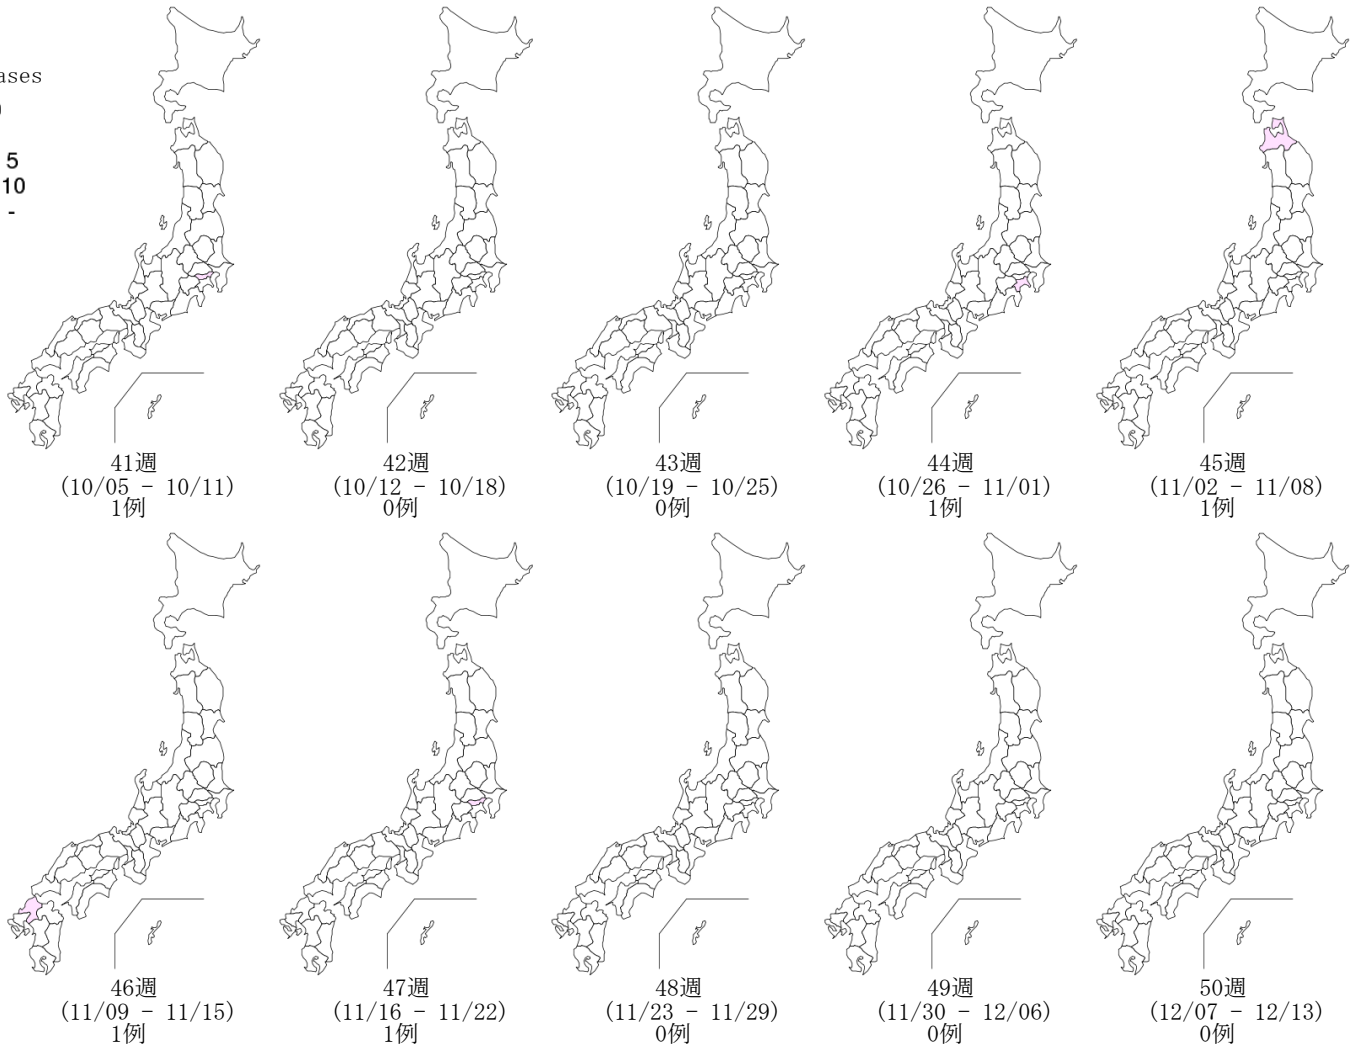 ases
5
10
-
41週
(10/05 - 10/11)
1例
42週
(10/12 - 10/18)
0例
43週
(10/19 - 10/25)
0例
44週
(10/26 - 11/01)
1例
45週
(11/02 - 11/08)
1例
46週
(11/09 - 11/15)
1例
47週
(11/16 - 11/22)
1例
48週
(11/23 - 11/29)
0例
49週
(11/30 - 12/06)
0例
50週
(12/07 - 12/13)
0例